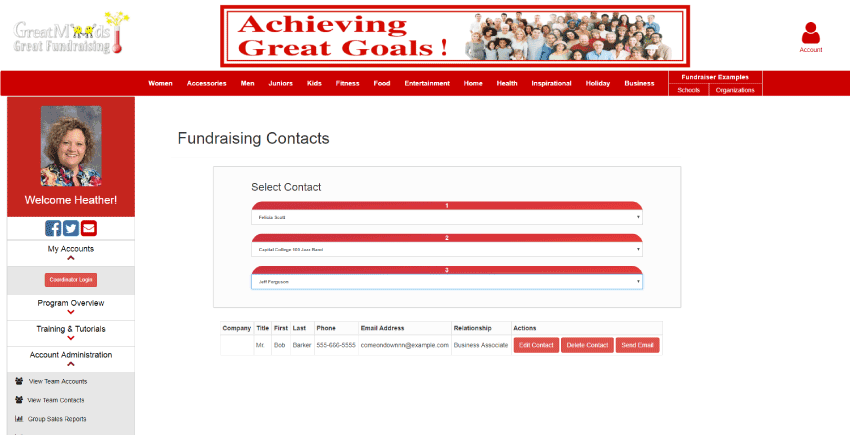 GreatM Ds
Great Fundraising
Achieving
Great Goals !
Account
Women Accessories Men Juniors Kids Fitness Food Entertainment Home Health Inspirational Holiday Business
Fundraiser Examples
Schools Organizations
Welcome Heather!
My Accounts
Coordinator Login
Program Overview
Training & Tutorials
Account Administration
View Team Accounts
View Team Contacts
Group Sales Reports
Fundraising Contacts
Select Contact
1
Felicia Scott
2
Capital College 103 Jazz Band
3
Jeff Ferguson
Company Title First Last Phone Email Address Relationship Actions
Mr. Bob Barker 555-666-5555 comeondownnn@example.com Business Associate Edit Contact Delete Contact Send Email